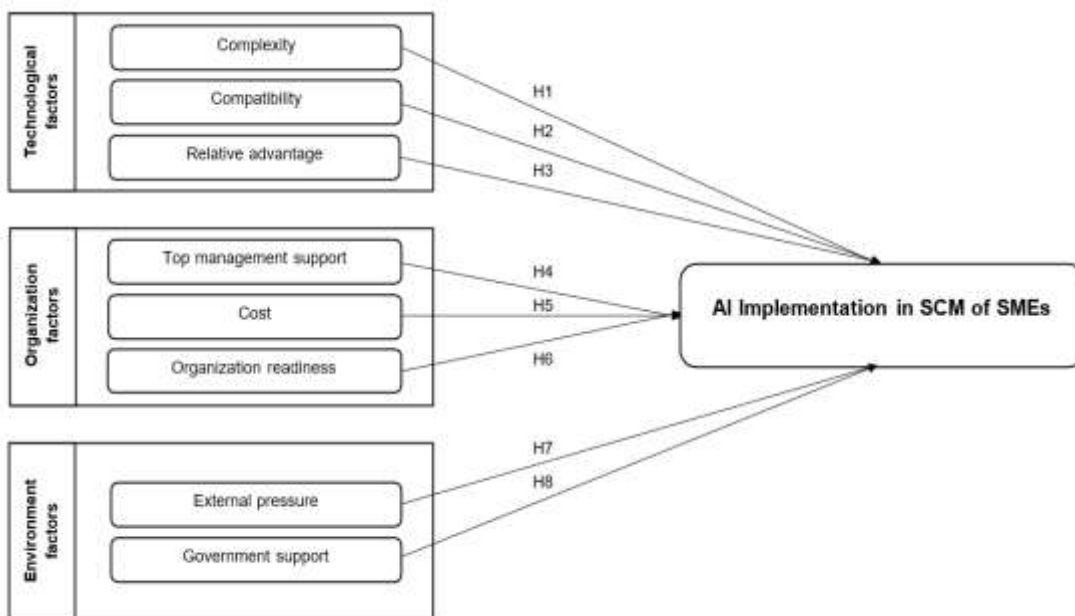 Technological
factors
Complexity
Compatibility
Relative advantage
H1
H2
H3
Organization
factors
Top management support
Cost
Organization readiness
H4
H5
H6
AI Implementation in SCM of SMEs
Environment
factors
External pressure
Government support
H7
H8